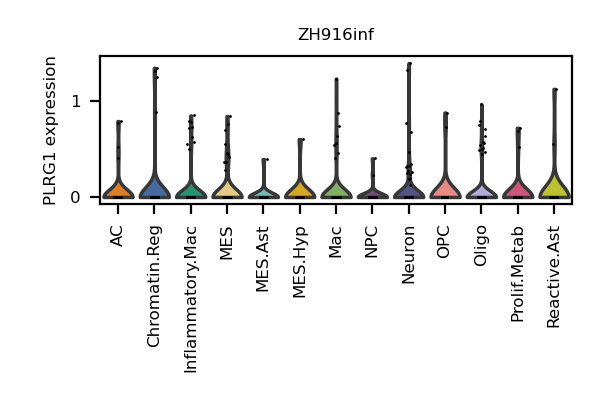 ZH916inf
PLRG1 expression
1
0
AC
Chromatin.Reg
Inflammatory.Mac
MES
MES.Ast
MES.Hyp
Mac
NPC
Neuron
OPC
Oligo
Prolif.Metab
Reactive.Ast